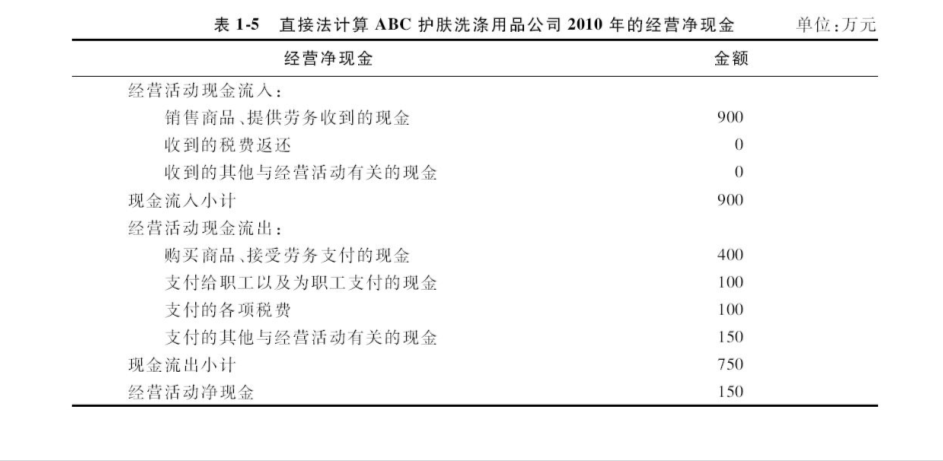 表 1-5 直接法计算 ABC 护肤洗涤用品公司 2010 年的经营净现金 单位:万元
经营净现金 金额
经营活动现金流入:
销售商品、提供劳务收到的现金 900
收到的税费返还 0
收到的其他与经营活动有关的现金 0
现金流入小计 900
经营活动现金流出:
购买商品、接受劳务支付的现金 400
支付给职工以及为职工支付的现金 100
支付的各项税费 100
支付的其他与经营活动有关的现金 150
现金流出小计 750
经营活动净现金 150